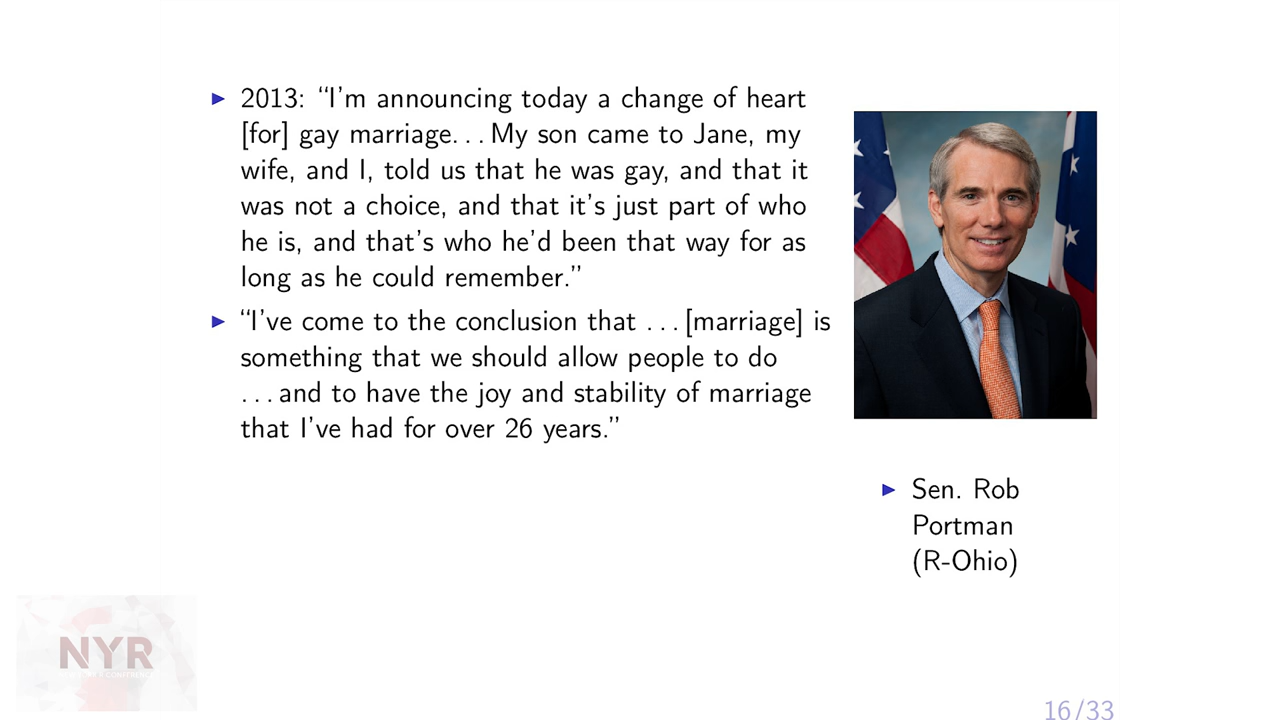 2013: “I’m announcing today a change of heart
[for] gay marriage. . . My son came to Jane, my
wife, and I, told us that he was gay, and that it
was not a choice, and that it’s just part of who
he is, and that’s who he’d been that way for as
long as he could remember.”
“I’ve come to the conclusion that . . . [marriage] is
something that we should allow people to do
. . . and to have the joy and stability of marriage
that I’ve had for over 26 years.”
Sen. Rob
Portman
(R-Ohio)
NYR
CONFERENCE
16/33